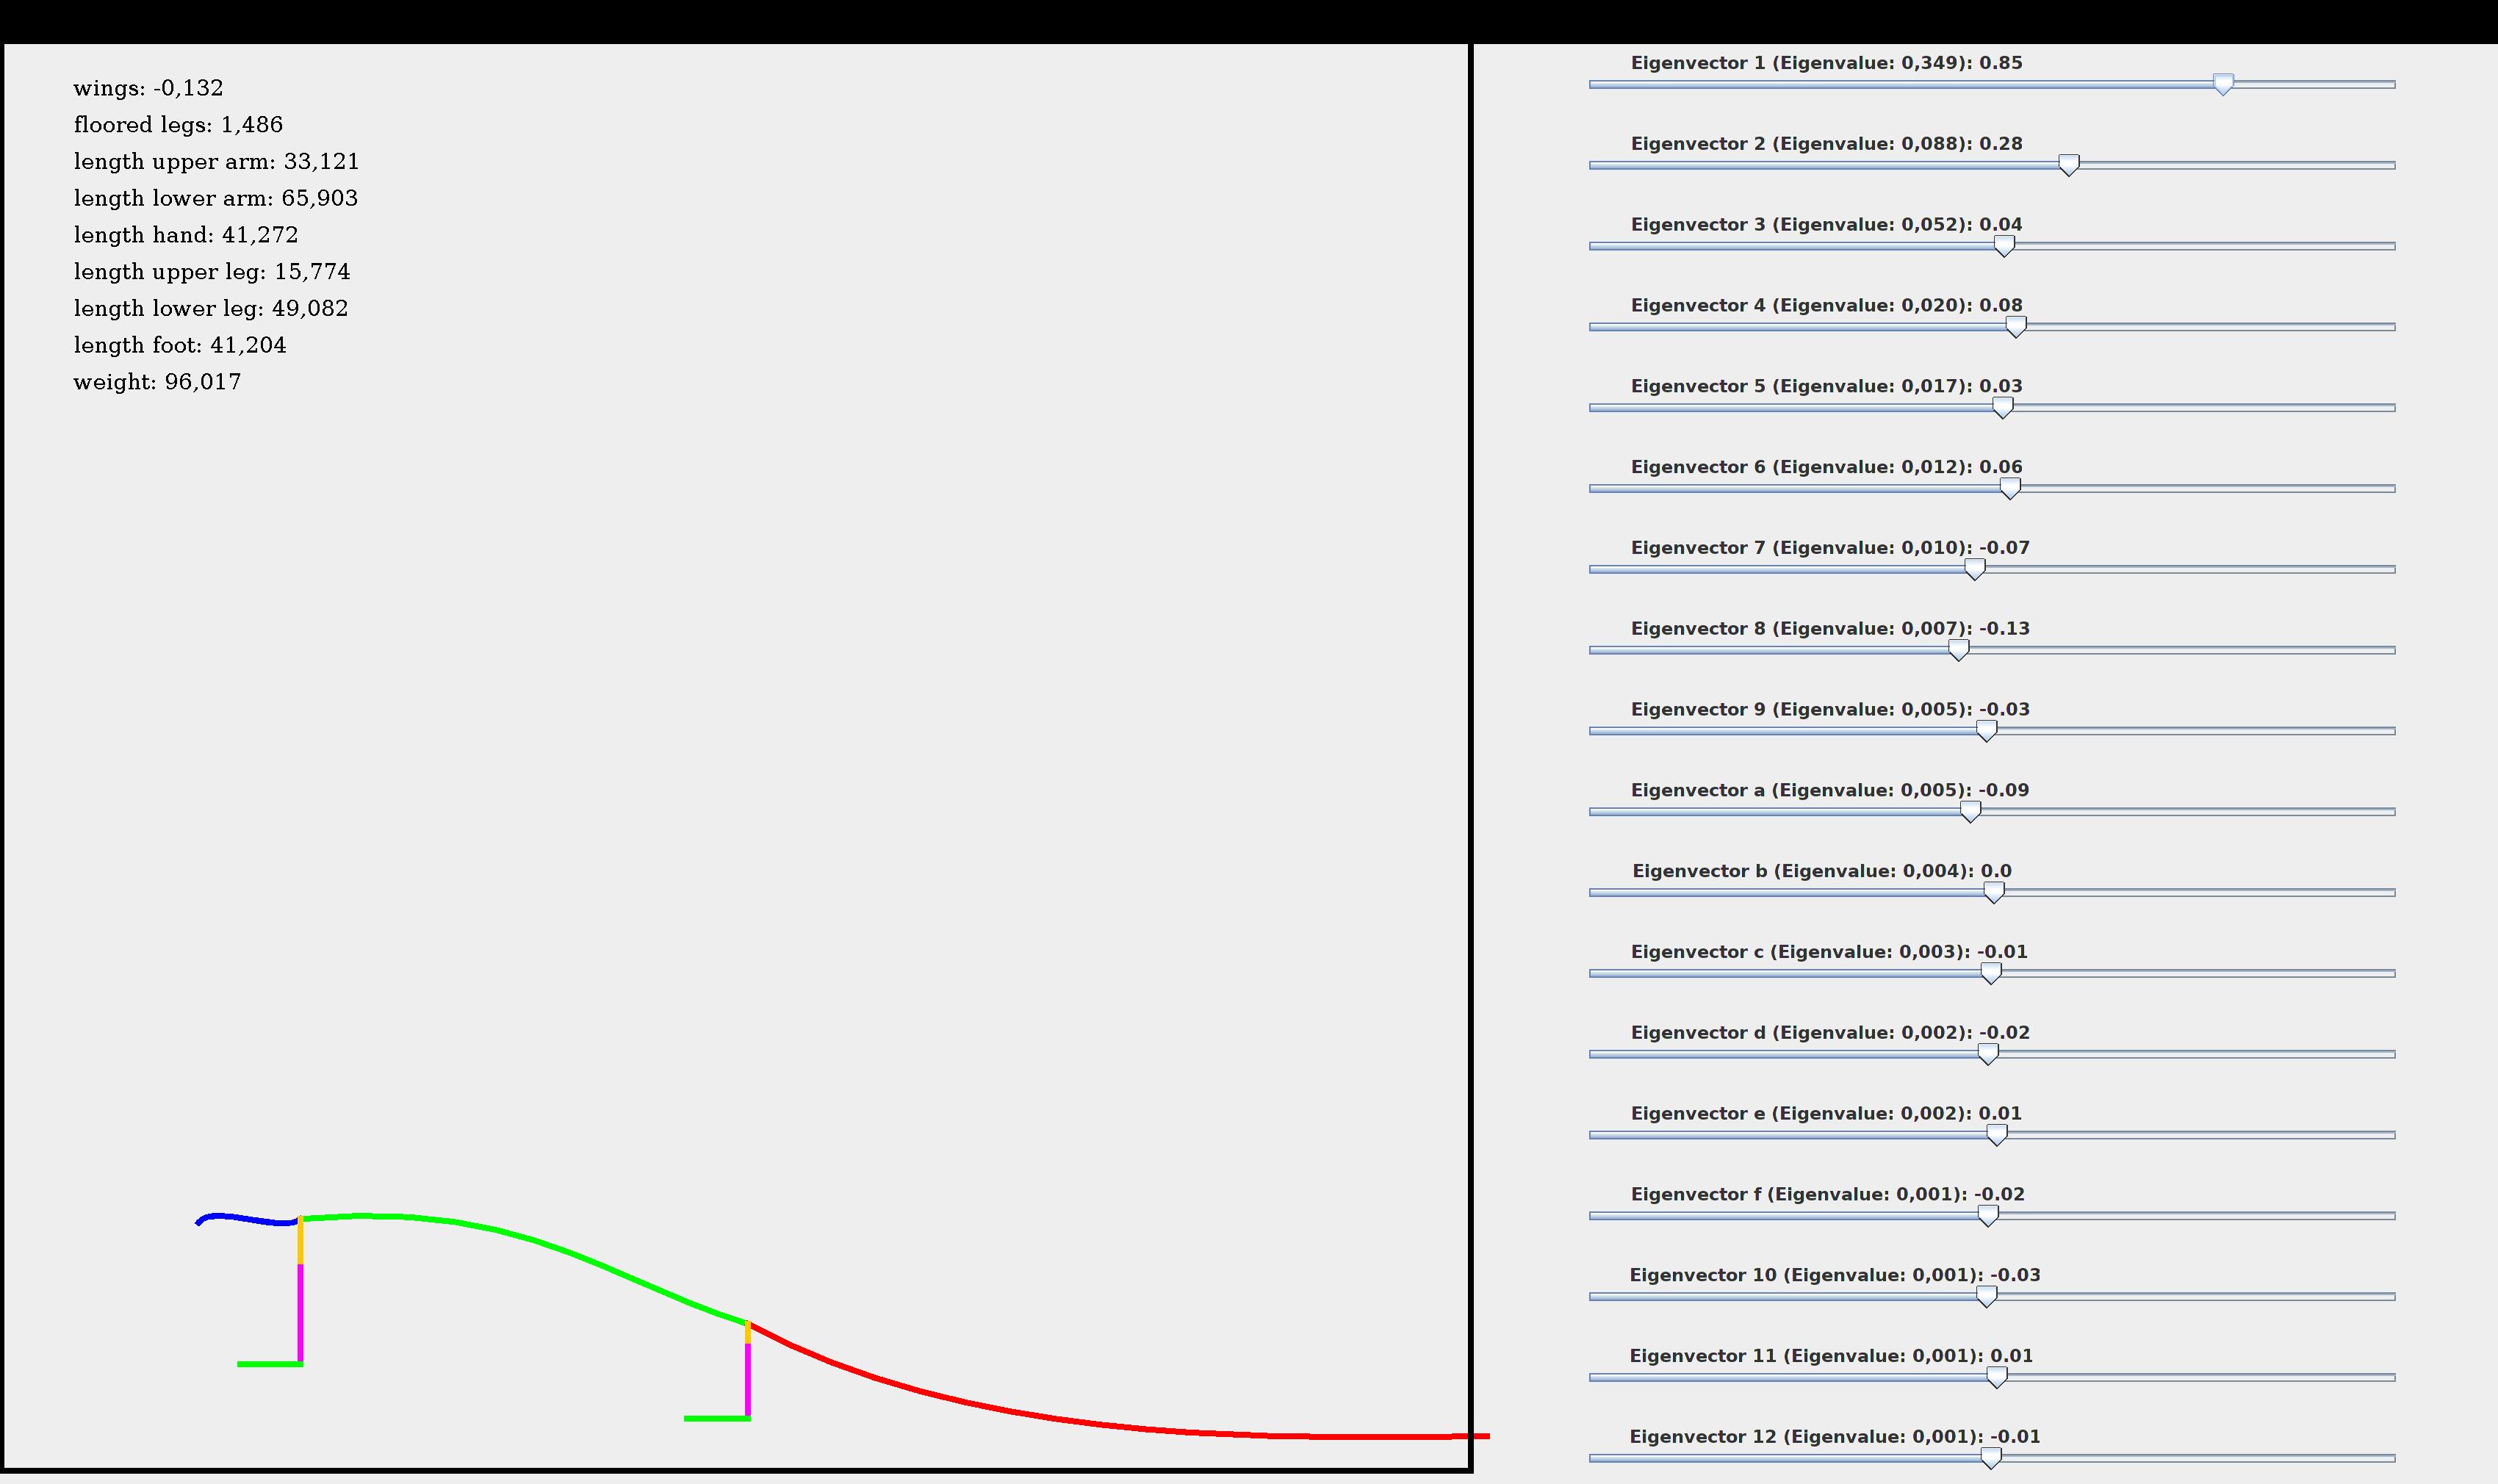 wings: -0,132
floored legs: 1,486
length upper arm: 33,121
length lower arm: 65,903
length hand: 41,272
length upper leg: 15,774
length lower leg: 49,082
length foot: 41,204
weight: 96,017
Eigenvector 1 (Eigenvalue: 0,349): 0.85
Eigenvector 2 (Eigenvalue: 0,088): 0.28
Eigenvector 3 (Eigenvalue: 0,052): 0.04
Eigenvector 4 (Eigenvalue: 0,020): 0.08
Eigenvector 5 (Eigenvalue: 0,017): 0.03
Eigenvector 6 (Eigenvalue: 0,012): 0.06
Eigenvector 7 (Eigenvalue: 0,010): -0.07
Eigenvector 8 (Eigenvalue: 0,007): -0.13
Eigenvector 9 (Eigenvalue: 0,005): -0.03
Eigenvector a (Eigenvalue: 0,005): -0.09
Eigenvector b (Eigenvalue: 0,004): 0.0
Eigenvector c (Eigenvalue: 0,003): -0.01
Eigenvector d (Eigenvalue: 0,002): -0.02
Eigenvector e (Eigenvalue: 0,002): 0.01
Eigenvector f (Eigenvalue: 0,001): -0.02
Eigenvector 10 (Eigenvalue: 0,001): -0.03
Eigenvector 11 (Eigenvalue: 0,001): 0.01
Eigenvector 12 (Eigenvalue: 0,001): -0.01